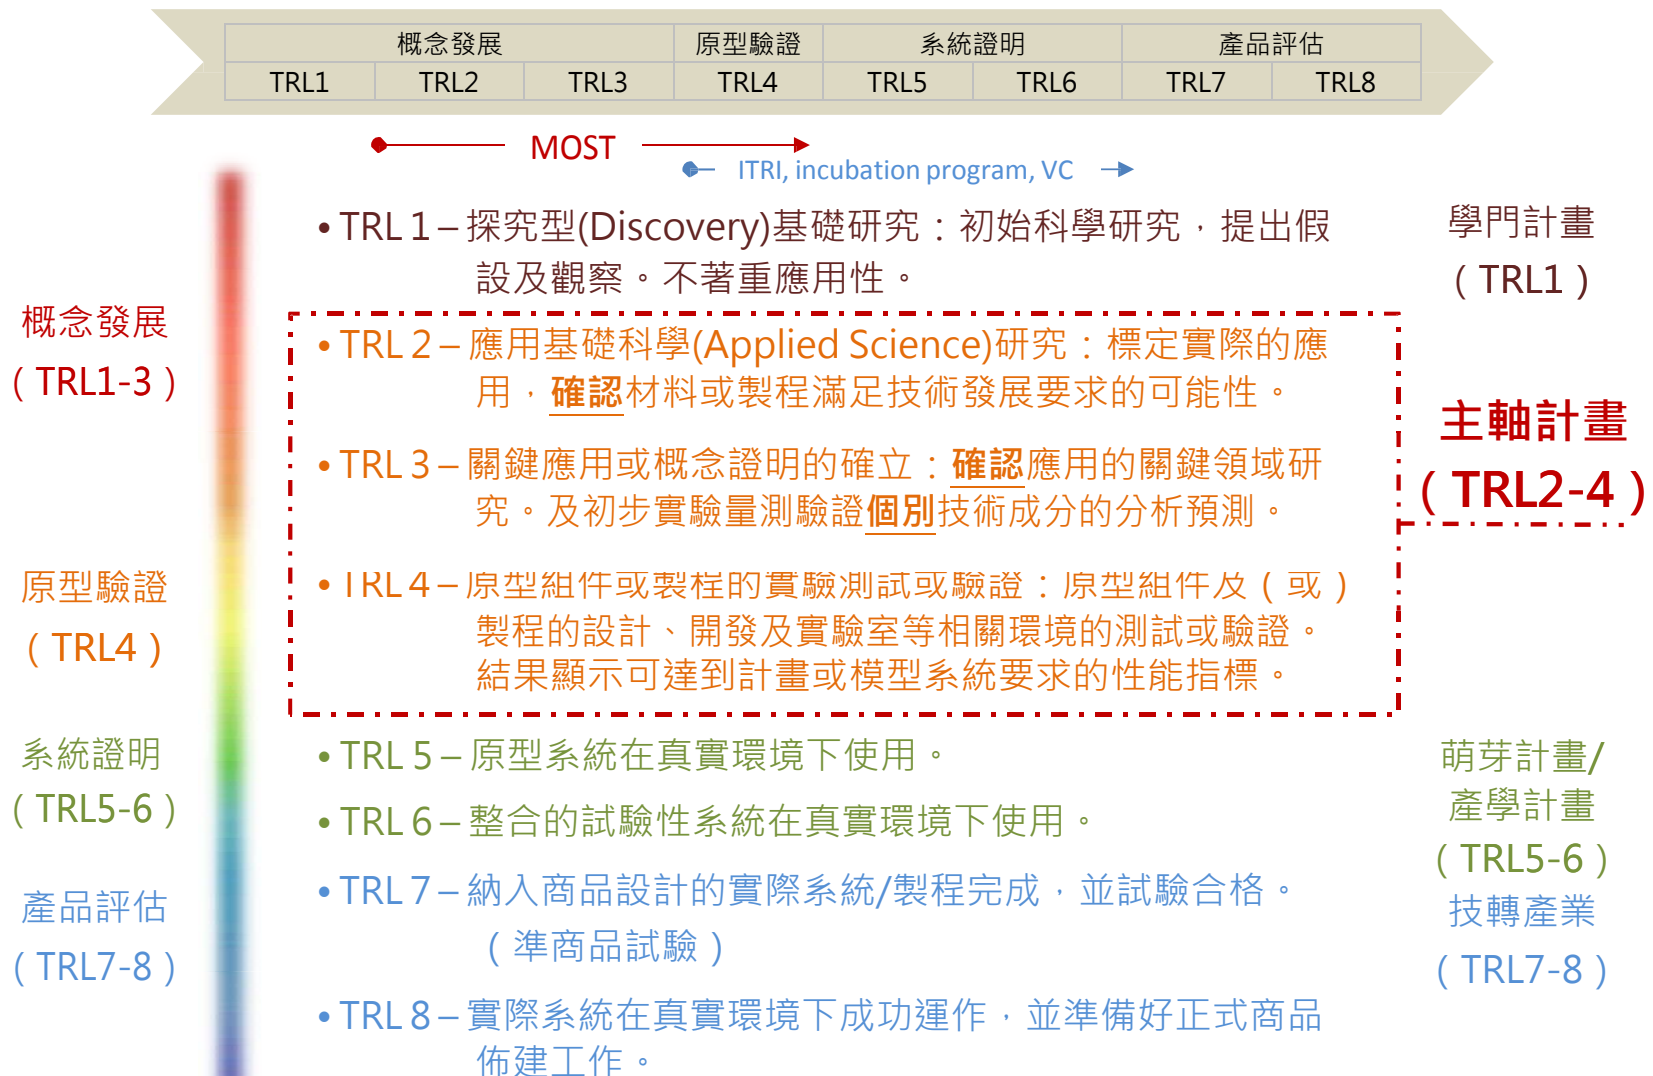 概念發展 原型驗證 系統證明 產品評估
TRL1 TRL2 TRL3 TRL4 TRL5 TRL6 TRL7 TRL8
MOST
ITRI, incubation program, VC
• TRL 1 – 探究型(Discovery)基礎研究：初始科學研究，提出假
設及觀察。不著重應用性。
學門計畫
（TRL1）
概念發展
（TRL1-3）
• TRL 2 – 應用基礎科學(Applied Science)研究：標定實際的應
用，確認材料或製程滿足技術發展要求的可能性。
• TRL 3 – 關鍵應用或概念證明的確立：確認應用的關鍵領域研
究。及初步實驗量測驗證個別技術成分的分析預測。
主軸計畫
（TRL2-4）
原型驗證
（TRL4）
• TRL 4 – 原型組件或製程的實驗測試或驗證：原型組件及（或）
製程的設計、開發及實驗室等相關環境的測試或驗證。
結果顯示可達到計畫或模型系統要求的性能指標。
系統證明
（TRL5-6）
• TRL 5 – 原型系統在真實環境下使用。
• TRL 6 – 整合的試驗性系統在真實環境下使用。
萌芽計畫/
產學計畫
（TRL5-6）
產品評估
（TRL7-8）
• TRL 7 – 納入商品設計的實際系統/製程完成，並試驗合格。
（準商品試驗）
• TRL 8 – 實際系統在真實環境下成功運作，並準備好正式商品
佈建工作。
技轉產業
（TRL7-8）